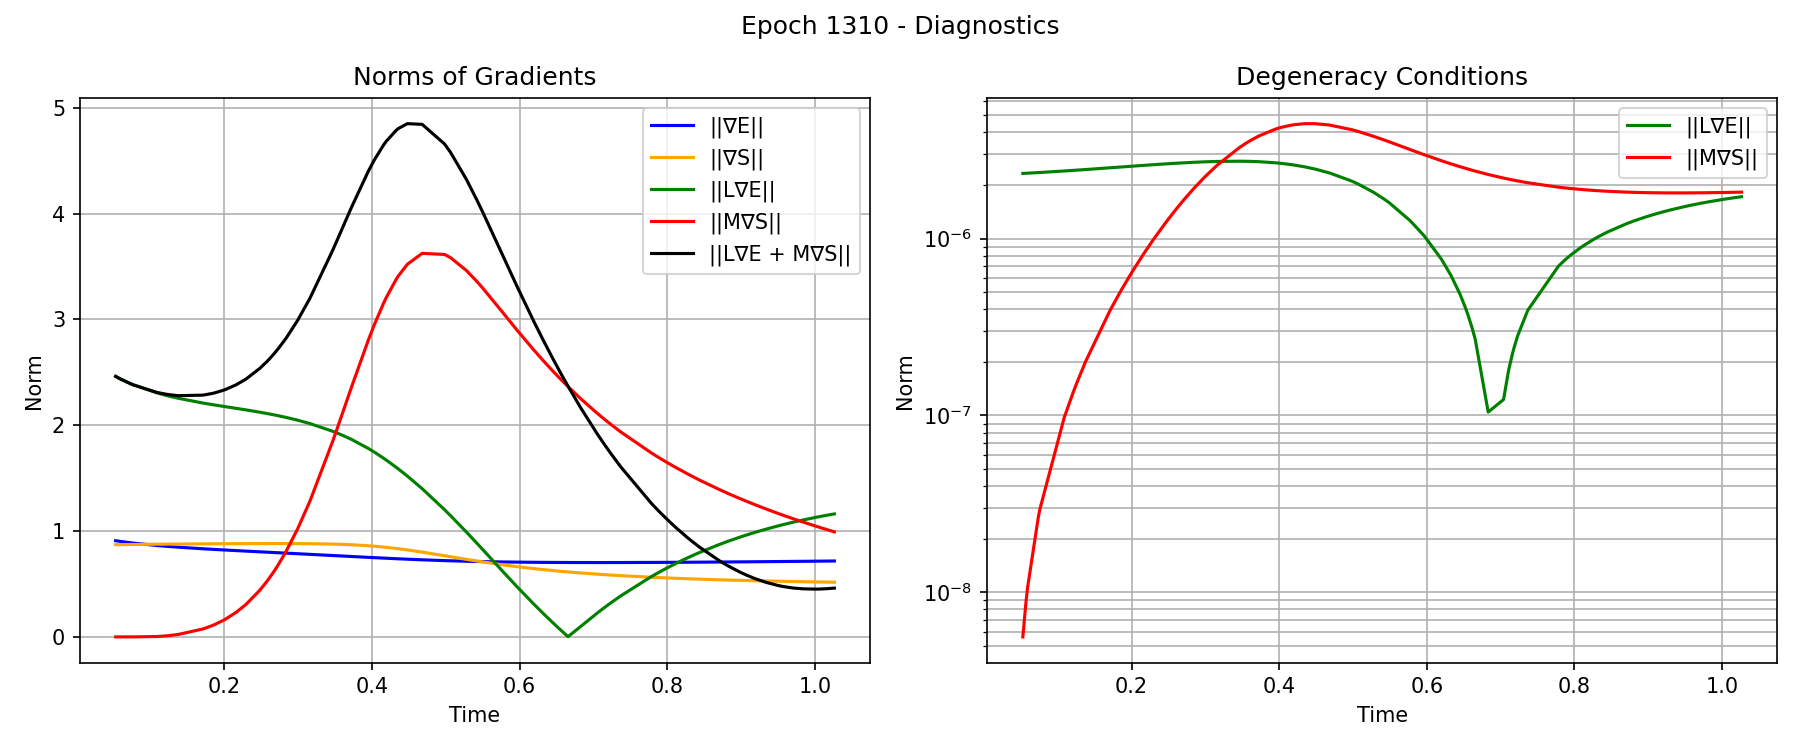 Epoch 1310 - Diagnostics
Norms of Gradients
5
4
3
2
1
0
Norm
0.2
0.4
0.6
0.8
1.0
Time
||∇E||
||∇S||
||L∇E||
||M∇S||
||L∇E + M∇S||
Degeneracy Conditions
10⁻⁶
10⁻⁷
10⁻⁸
Norm
0.2
0.4
0.6
0.8
1.0
Time
||L∇E||
||M∇S||